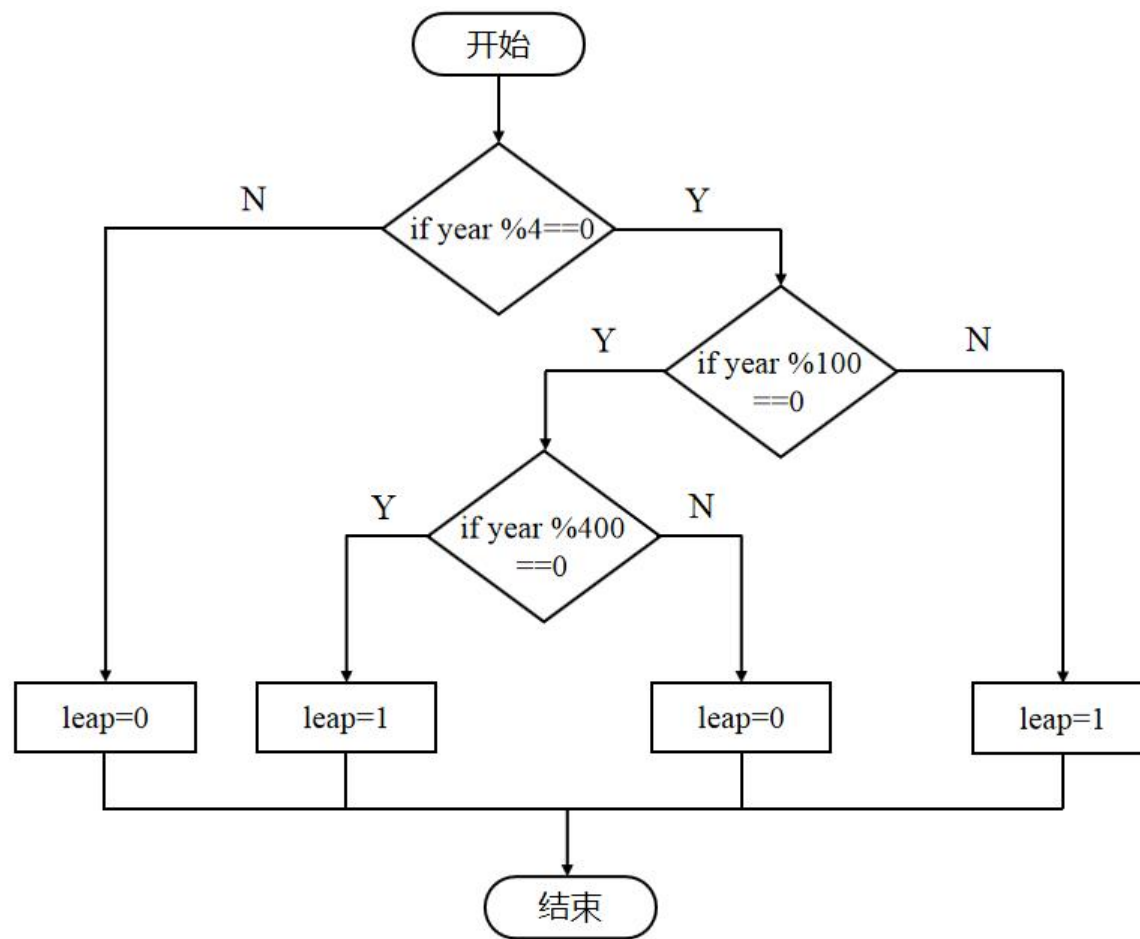 开始
N
Y
if year %4==0
Y
N
if year %100
==0
Y
N
if year %400
==0
leap=0
leap=1
leap=0
leap=1
结束